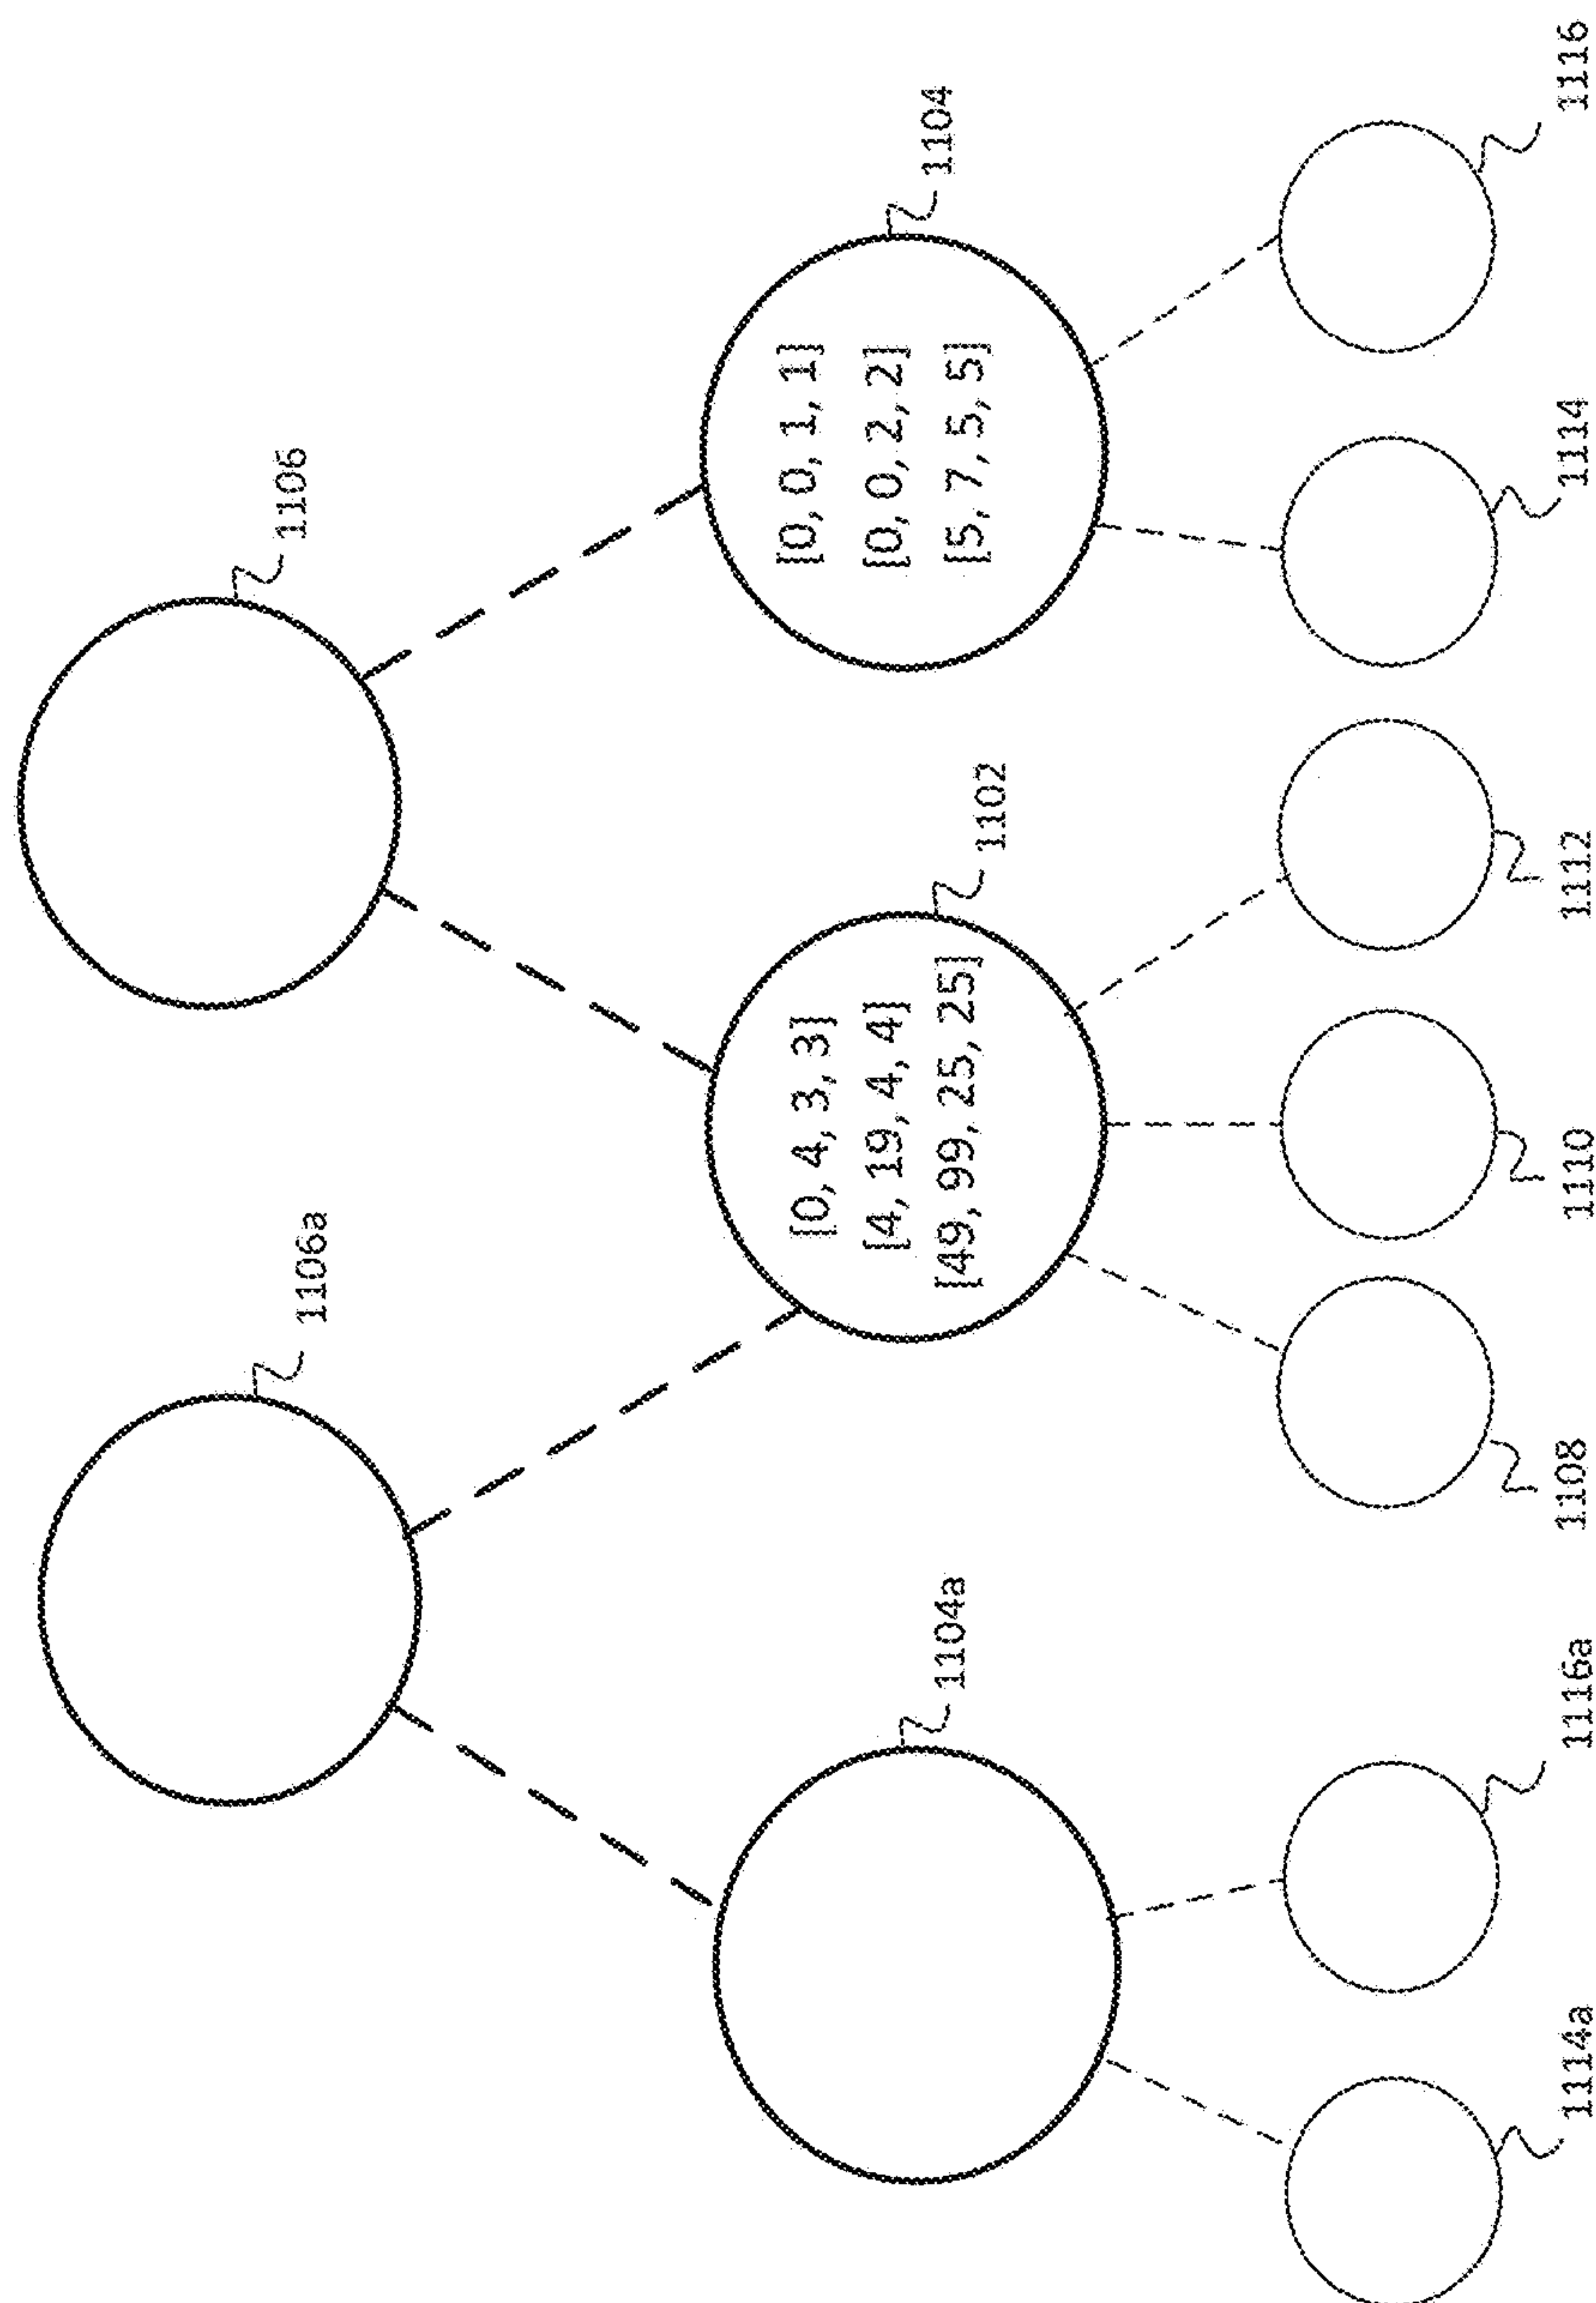 1106a
1106
1104a
[0, 4, 3, 3]
[4, 19, 4, 4]
[49, 99, 25, 25]
1102
[0, 0, 1, 1]
[0, 0, 2, 2]
[5, 7, 5, 5]
1104
1114a
1116a
1108
1110
1112
1114
1116